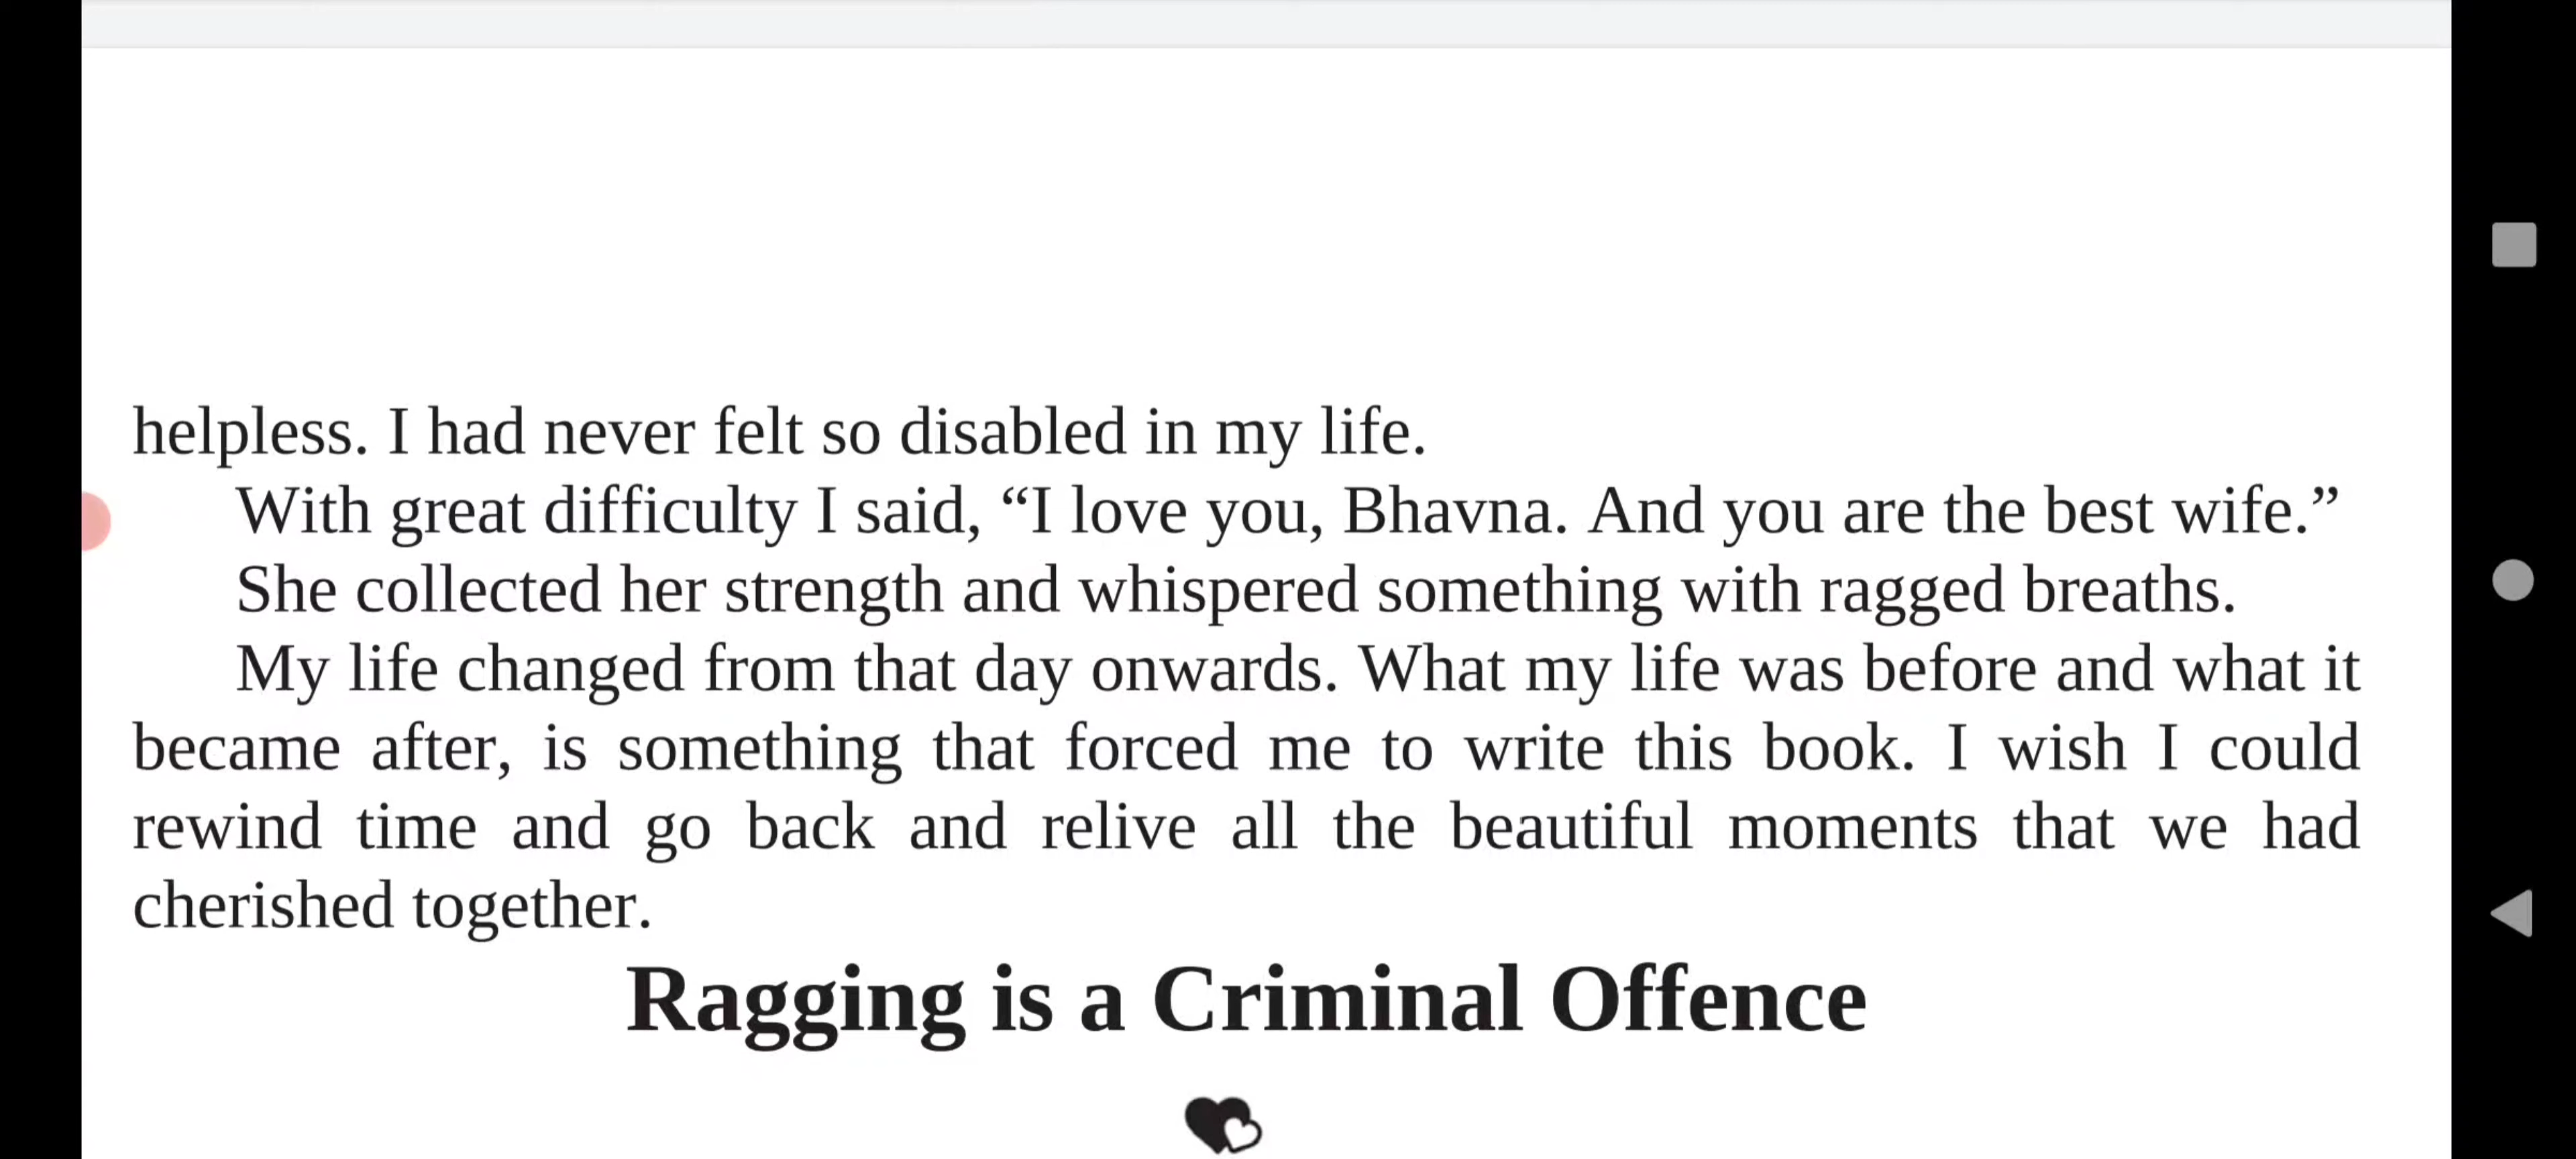 helpless. I had never felt so disabled in my life.
With great difficulty I said, “I love you, Bhavna. And you are the best wife.”
She collected her strength and whispered something with ragged breaths.
My life changed from that day onwards. What my life was before and what it
became after, is something that forced me to write this book. I wish I could
rewind time and go back and relive all the beautiful moments that we had
cherished together.
Ragging is a Criminal Offence